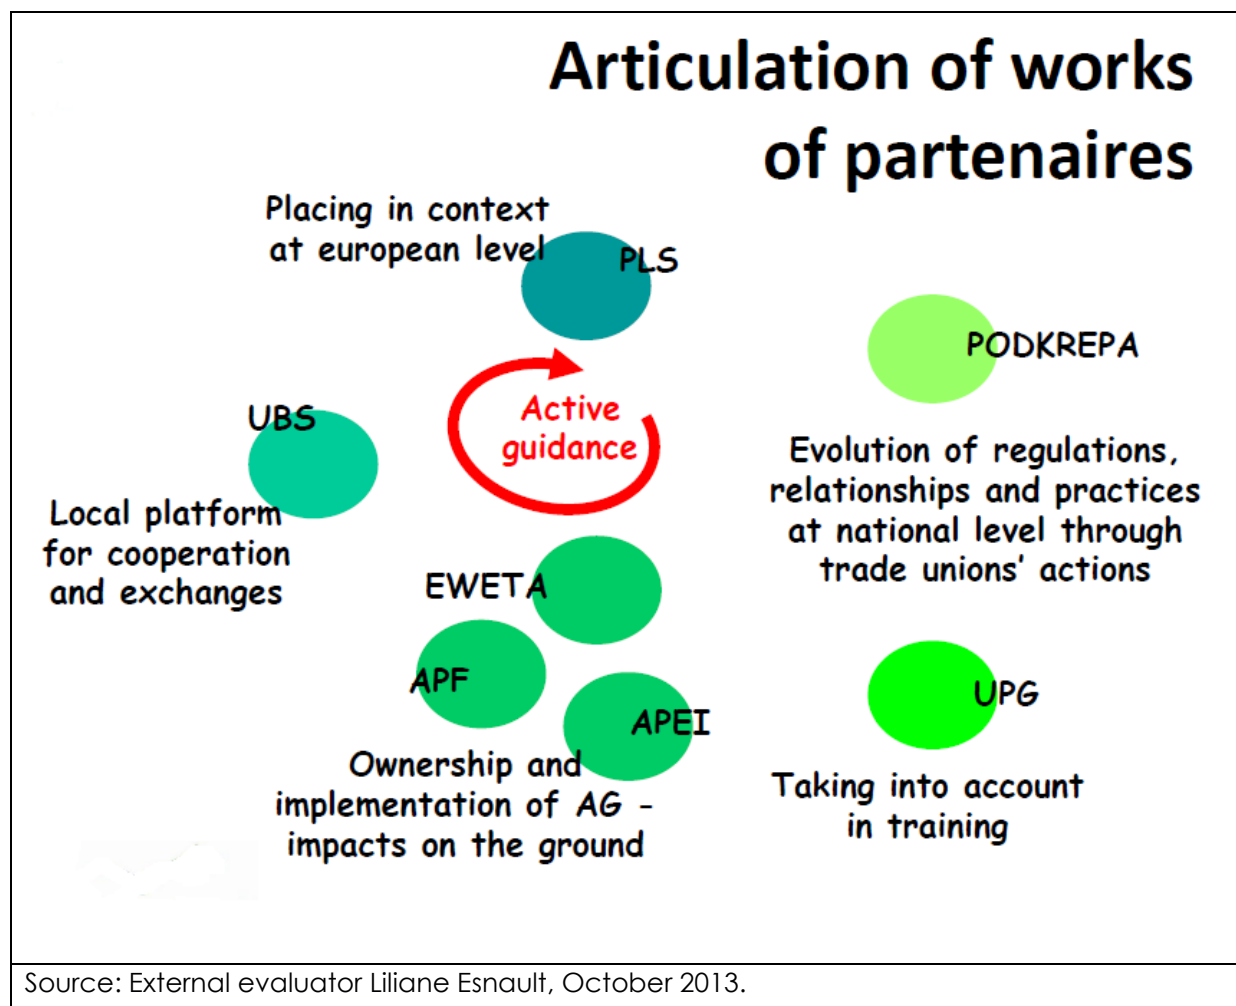 Articulation of works
of partenaires
Placing in context
at european level
PLS
PODKREPA
Active
guidance
UBS
Evolution of regulations,
relationships and practices
at national level through
trade unions' actions
Local platform
for cooperation
and exchanges
EWETA
APF
APEI
UPG
Ownership and
implementation of AG -
impacts on the ground
Taking into account
in training
Source: External evaluator Liliane Esnault, October 2013.